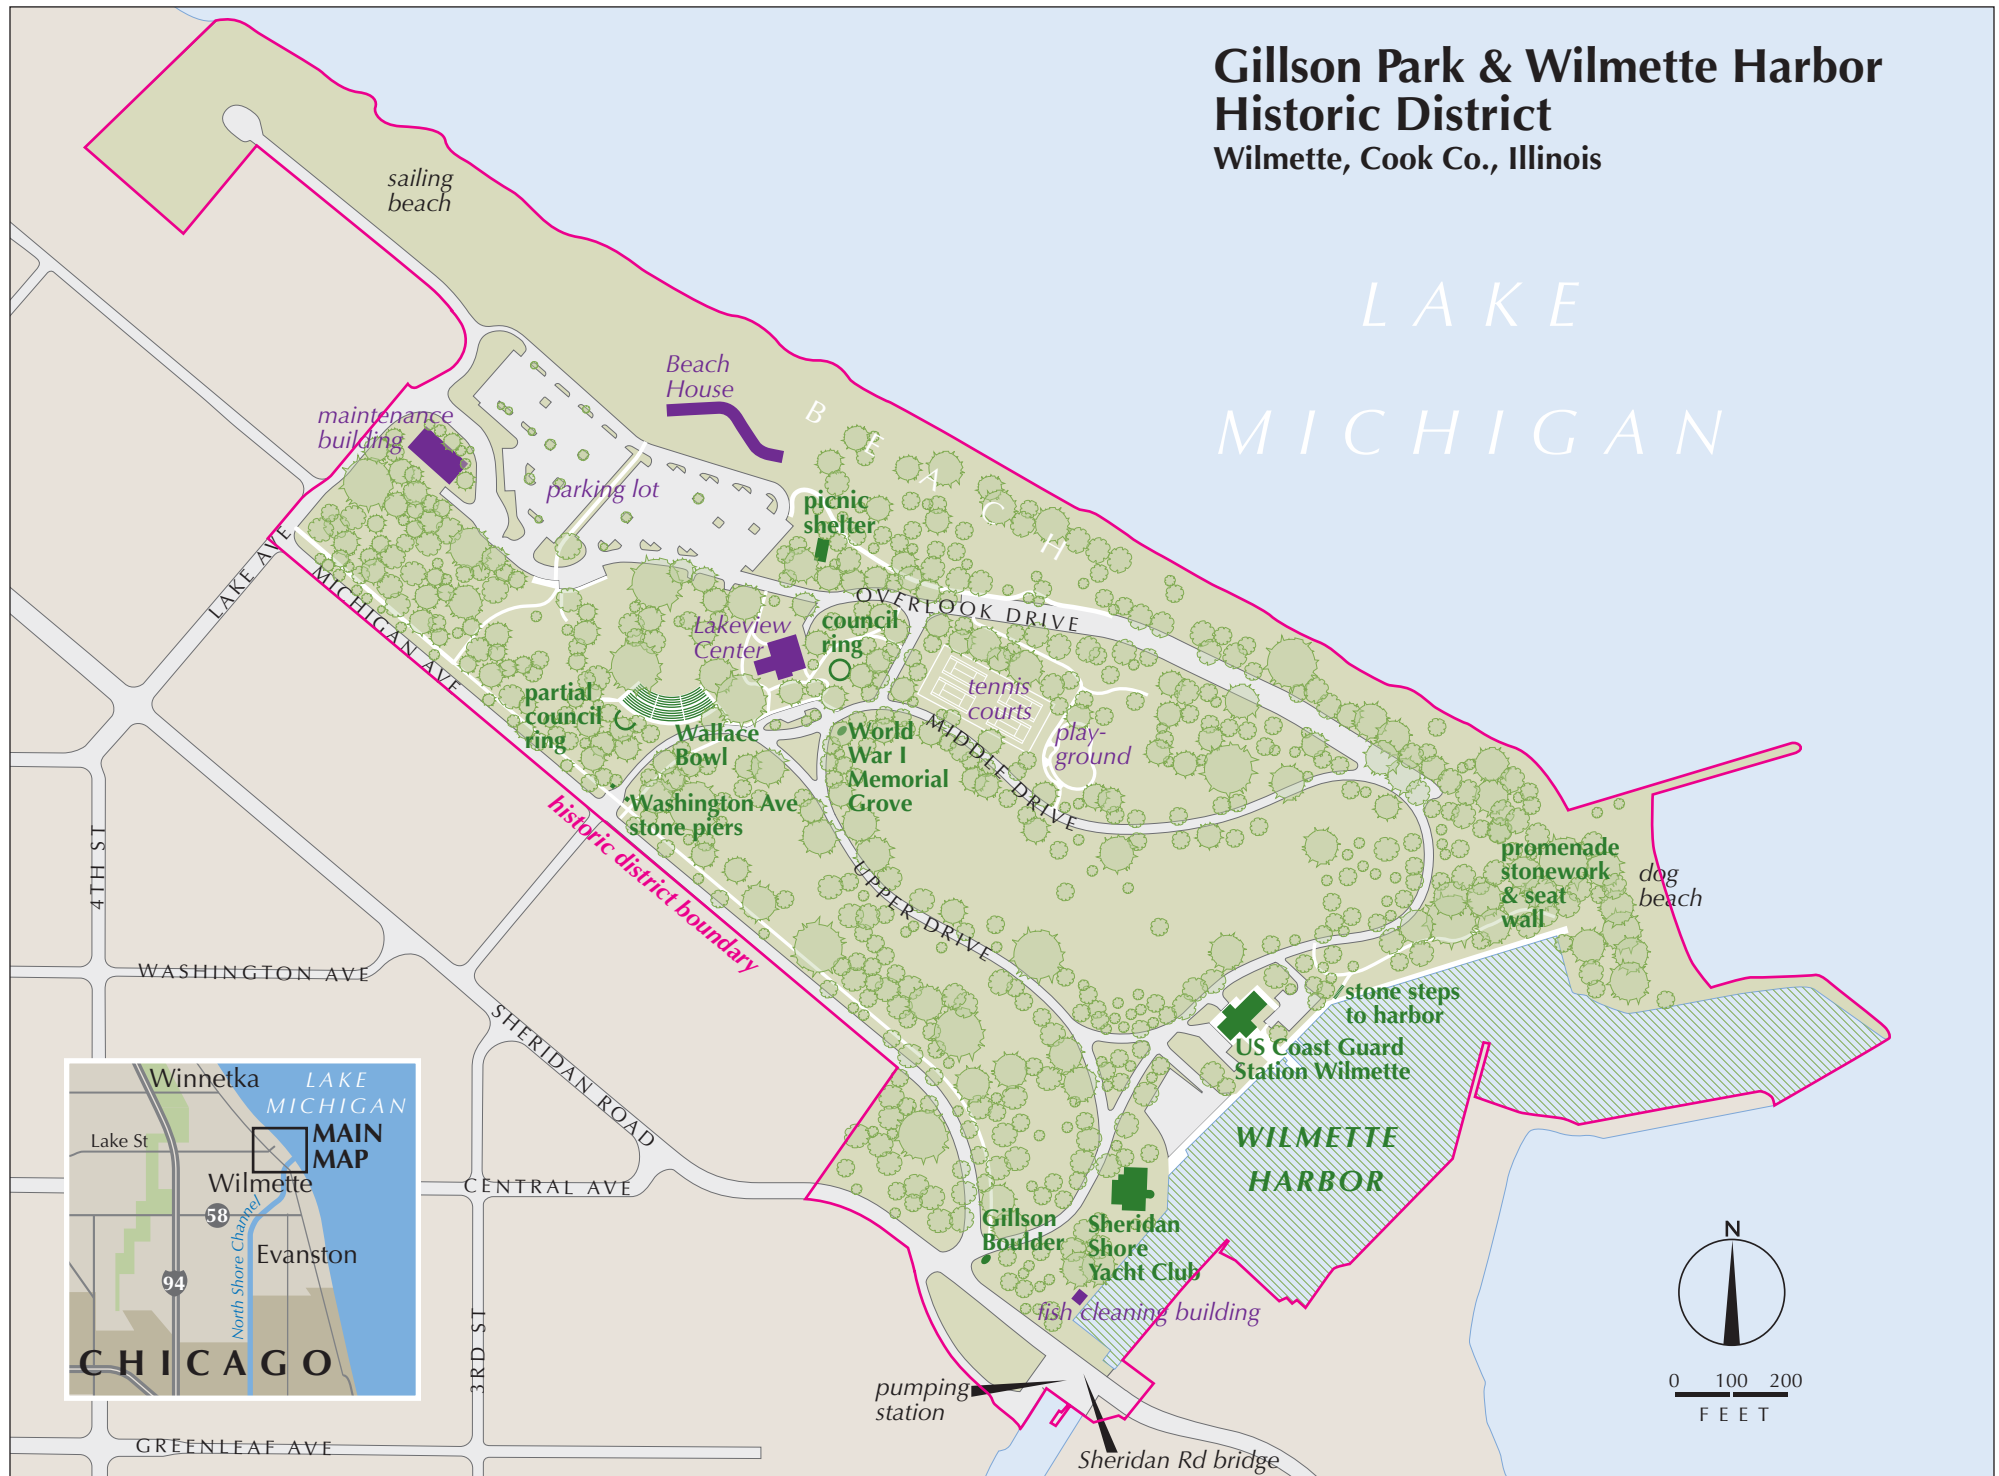 Gillson Park & Wilmette Harbor
Historic District
Wilmette, Cook Co., Illinois
sailing
beach
LAKE
MICHIGAN
Beach
House
BEACH
maintenance
building
parking lot
picnic
shelter
LAKE AVE
MICHIGAN AVE
OVERLOOK DRIVE
Lakeview
Center
council
ring
tennis
courts
partial
council
ring
Wallace
Bowl
World
War I
Memorial
Grove
MIDDLE DRIVE
play-
ground
Washington Ave
stone piers
historic district boundary
4TH ST
UPPER DRIVE
promenade
stonework
& seat
wall
dog
beach
WASHINGTON AVE
SHERIDAN ROAD
stone steps
to harbor
US Coast Guard
Station Wilmette
WILMETTE
HARBOR
CENTRAL AVE
Gillson
Boulder
Sheridan
Shore
Yacht Club
fish cleaning building
3RD ST
pumping
station
Sheridan Rd bridge
GREENLEAF AVE
Winnetka
LAKE
MICHIGAN
Lake St
MAIN
MAP
Wilmette
58
North Shore Channel
Evanston
94
CHICAGO
N
0 100 200
FEET